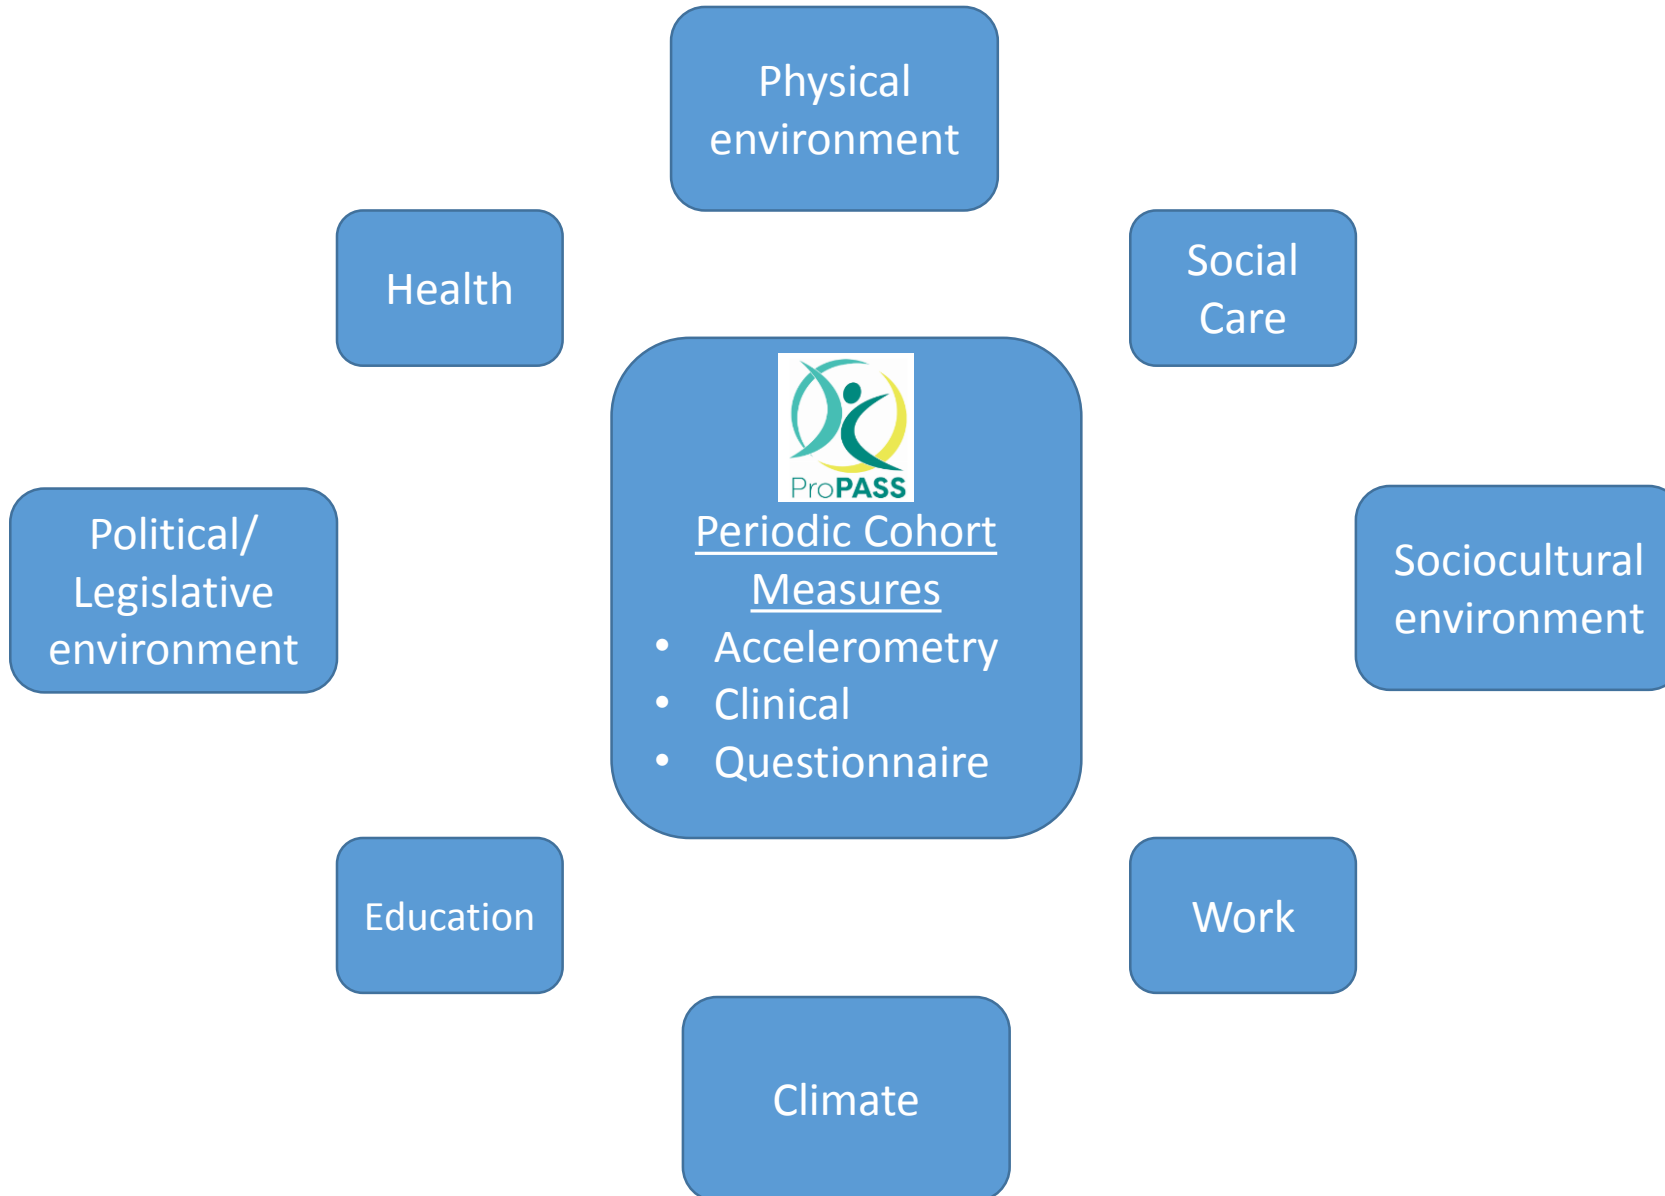 Physical
environment
Health
Social
Care
ProPASS
Periodic Cohort
Measures
• Accelerometry
• Clinical
• Questionnaire
Political/
Legislative
environment
Sociocultural
environment
Education
Work
Climate